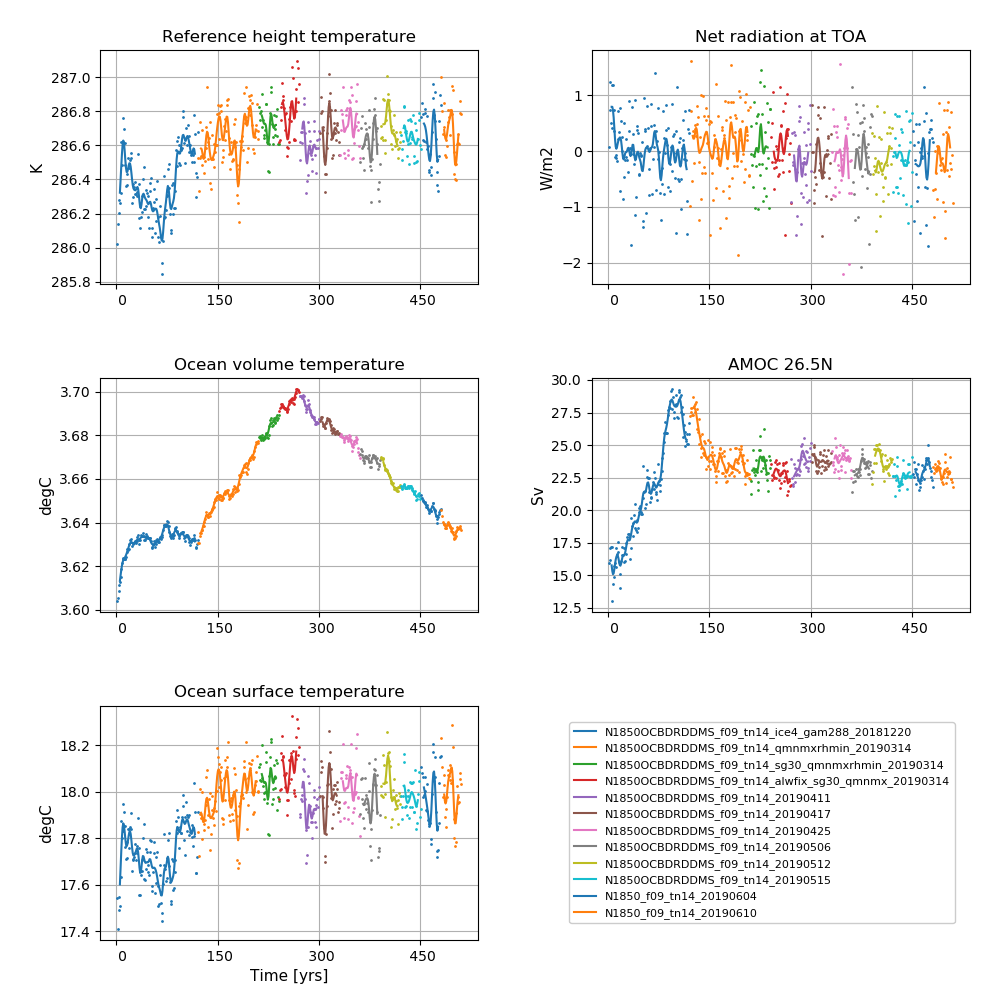 Reference height temperature
K
287.0
286.8
286.6
286.4
286.2
286.0
285.8
0 150 300 450
Net radiation at TOA
W/m2
1
0
−1
−2
0 150 300 450
Ocean volume temperature
degC
3.70
3.68
3.66
3.64
3.62
3.60
0 150 300 450
AMOC 26.5N
Sv
30.0
27.5
25.0
22.5
20.0
17.5
15.0
12.5
0 150 300 450
Ocean surface temperature
degC
18.2
18.0
17.8
17.6
17.4
0 150 300 450
Time [yrs]
N1850OCBDRDDMS_f09_tn14_ice4_gam288_20181220
N1850OCBDRDDMS_f09_tn14_qmnmxrhmin_20190314
N1850OCBDRDDMS_f09_tn14_sg30_qmnmxrhmin_20190314
N1850OCBDRDDMS_f09_tn14_alwfix_sg30_qmnmx_20190314
N1850OCBDRDDMS_f09_tn14_20190411
N1850OCBDRDDMS_f09_tn14_20190417
N1850OCBDRDDMS_f09_tn14_20190425
N1850OCBDRDDMS_f09_tn14_20190506
N1850OCBDRDDMS_f09_tn14_20190512
N1850OCBDRDDMS_f09_tn14_20190515
N1850_f09_tn14_20190604
N1850_f09_tn14_20190610